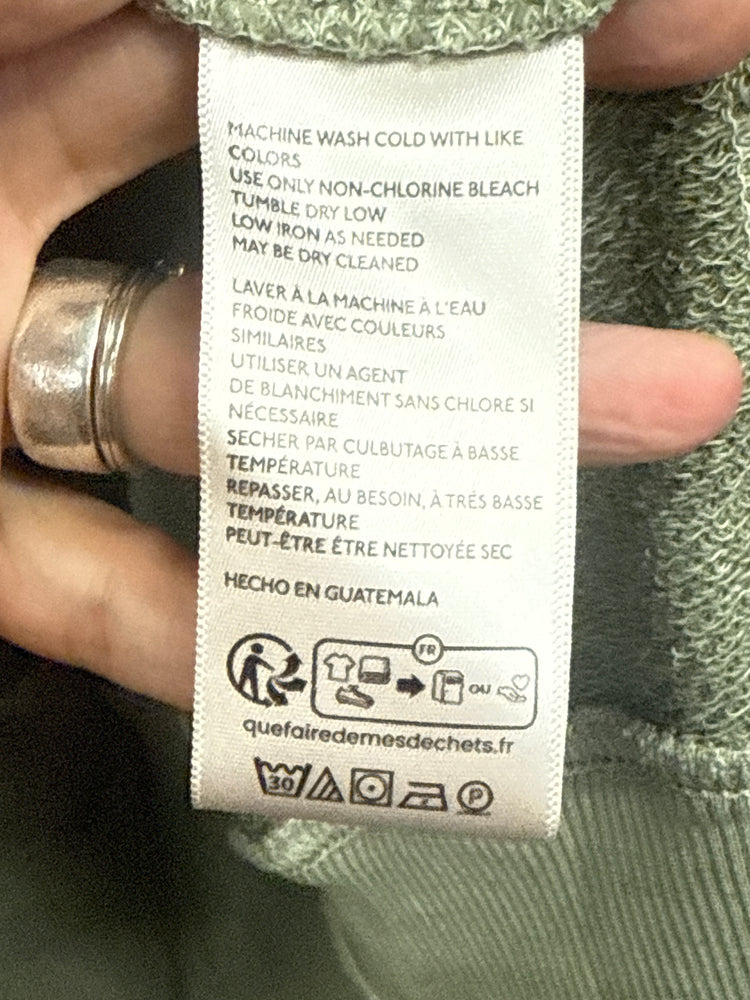 MACHINE WASH COLD WITH LIKE
COLORS
USE ONLY NON-CHLORINE BLEACH
TUMBLE DRY LOW
LOW IRON AS NEEDED
MAY BE DRY CLEANED
LAVER À LA MACHINE À L'EAU
FROIDE AVEC COULEURS
SIMILAIRES
UTILISER UN AGENT
DE BLANCHIMENT SANS CHLORE SI
NÉCESSAIRE
SECHER PAR CULBUTAGE À BASSE
TEMPÉRATURE
REPASSER, AU BESOIN, À TRÉS BASSE
TEMPÉRATURE
PEUT-ÊTRE ÊTRE NETTOYÉE SEC
HECHO EN GUATEMALA
FR
OU
quefairedemesdechets.fr
30 P